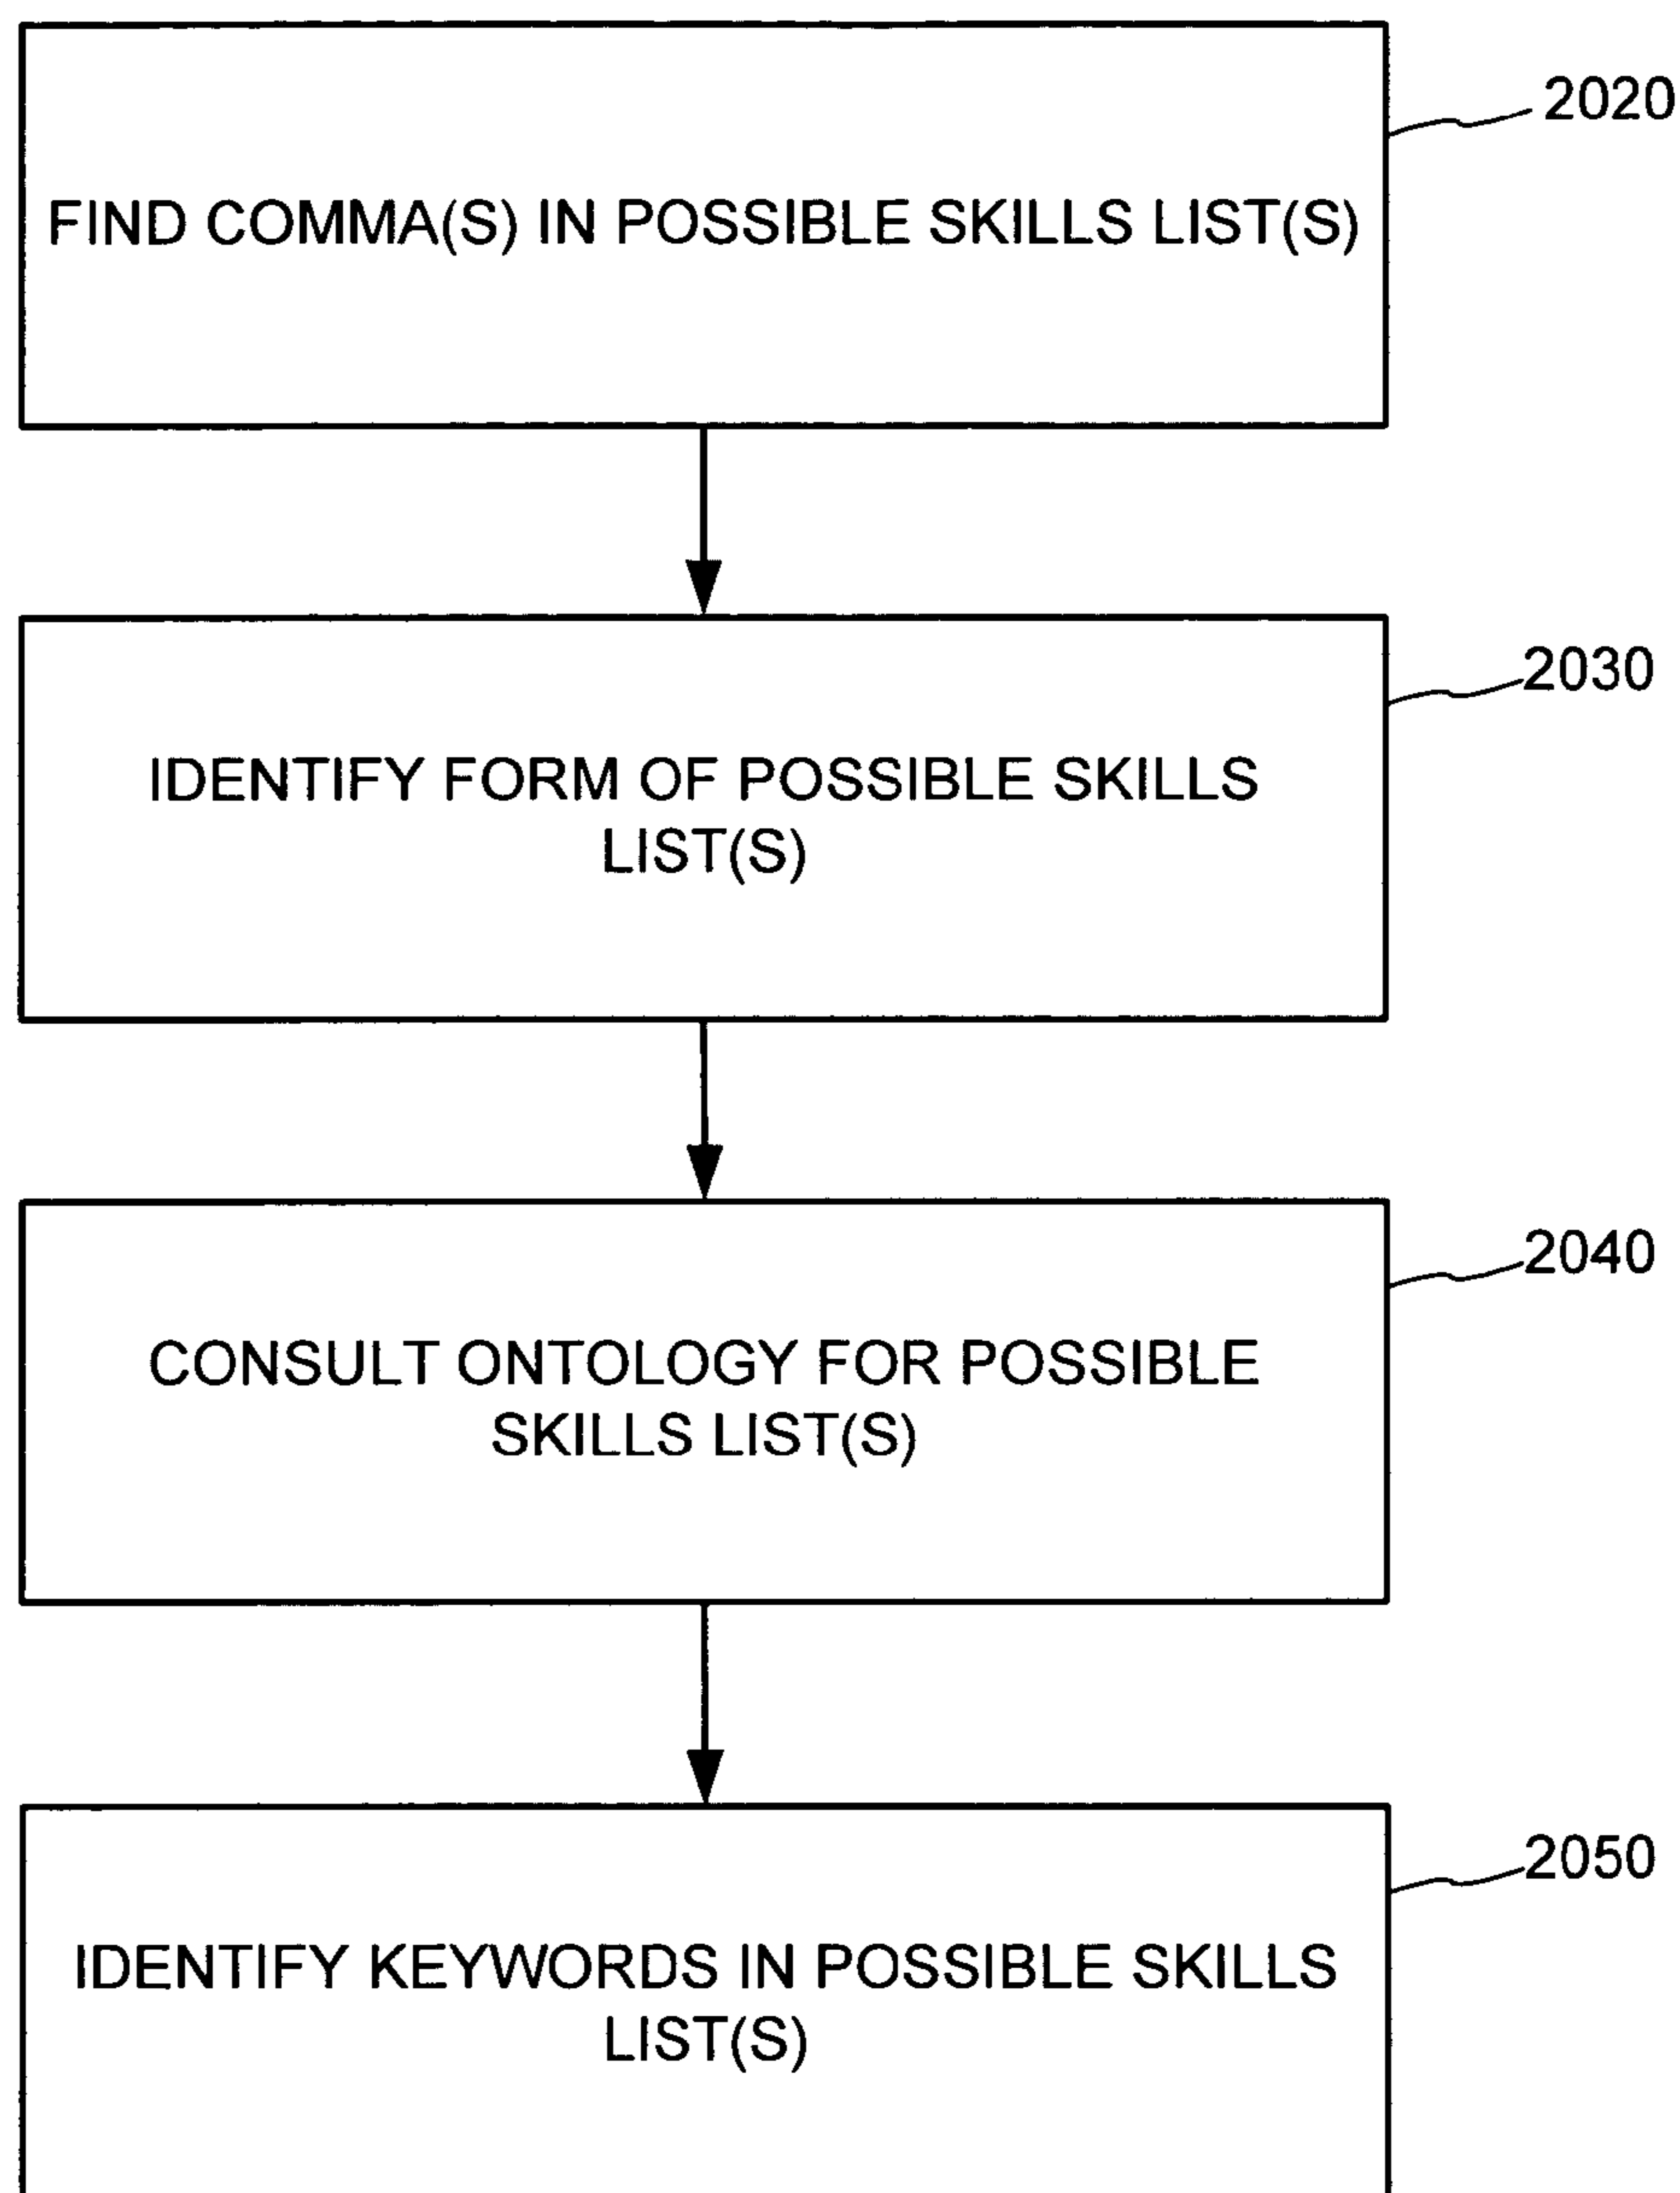 2020
FIND COMMA(S) IN POSSIBLE SKILLS LIST(S)
2030
IDENTIFY FORM OF POSSIBLE SKILLS
LIST(S)
2040
CONSULT ONTOLOGY FOR POSSIBLE
SKILLS LIST(S)
2050
IDENTIFY KEYWORDS IN POSSIBLE SKILLS
LIST(S)